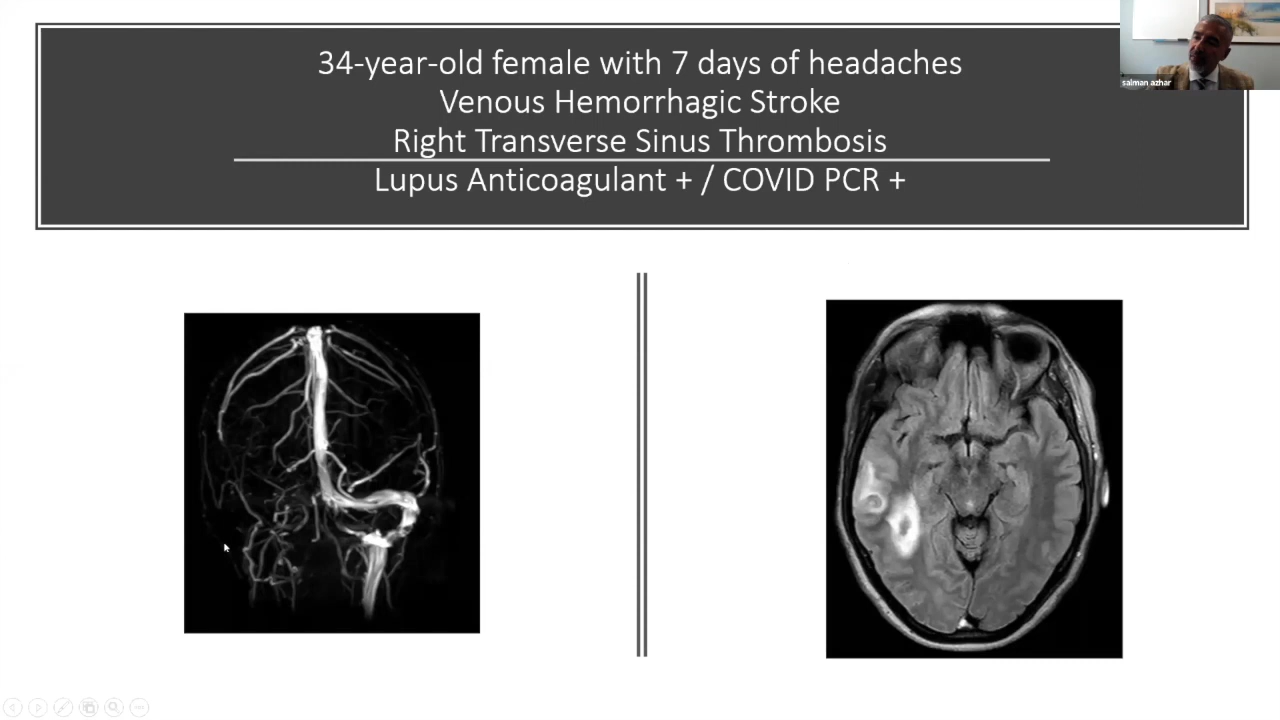 34-year-old female with 7 days of headaches
Venous Hemorrhagic Stroke
Right Transverse Sinus Thrombosis
Lupus Anticoagulant + / COVID PCR +
salman azhar